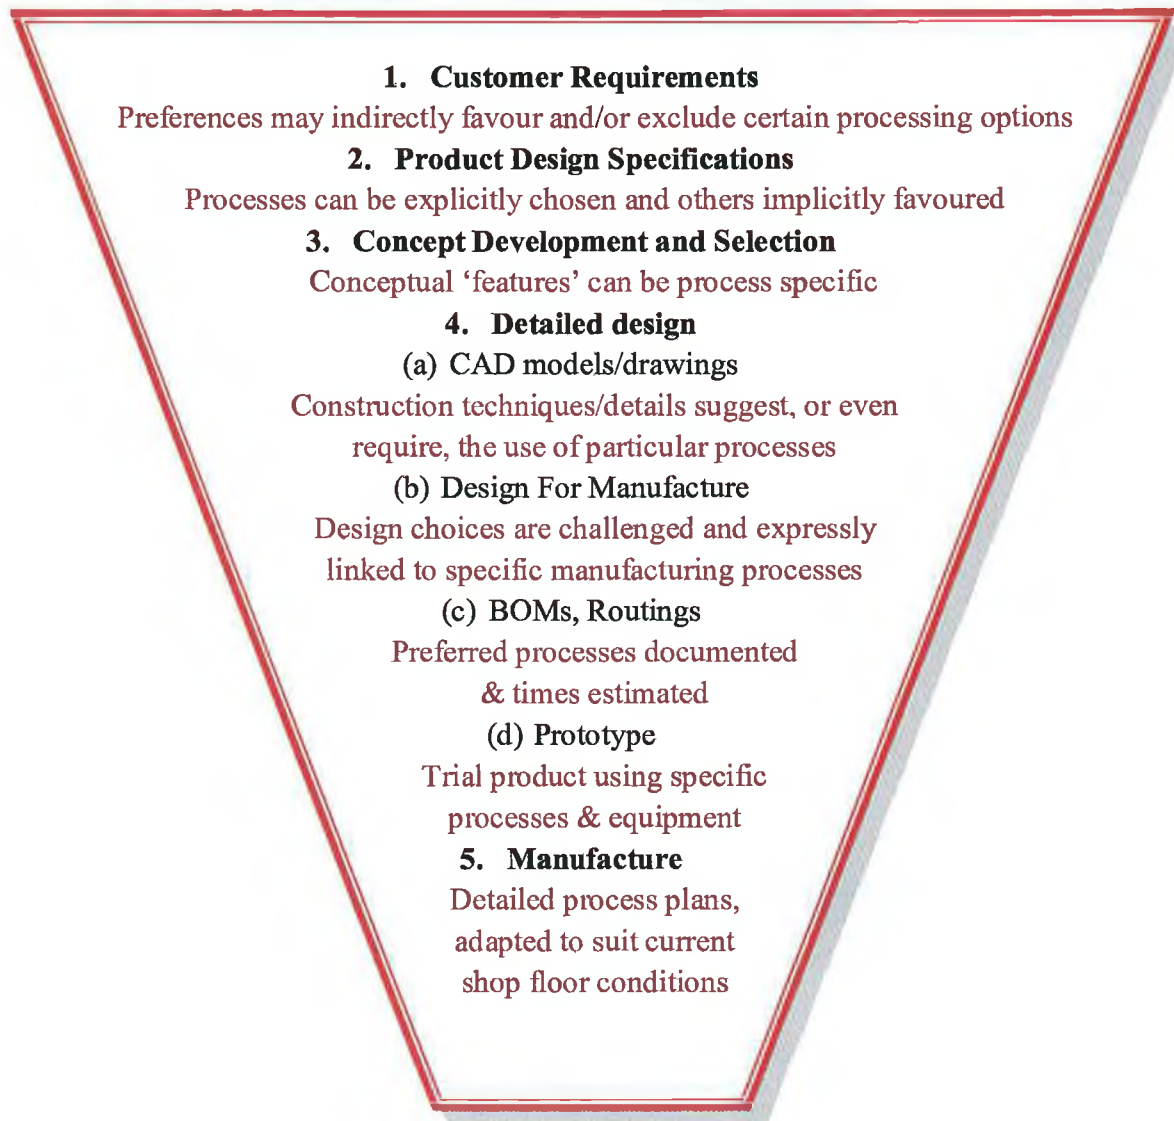 1. Customer Requirements
Preferences may indirectly favour and/or exclude certain processing options
2. Product Design Specifications
Processes can be explicitly chosen and others implicitly favoured
3. Concept Development and Selection
Conceptual ‘features’ can be process specific
4. Detailed design
(a) CAD models/drawings
Construction techniques/details suggest, or even
require, the use of particular processes
(b) Design For Manufacture
Design choices are challenged and expressly
linked to specific manufacturing processes
(c) BOMs, Routings
Preferred processes documented
& times estimated
(d) Prototype
Trial product using specific
processes & equipment
5. Manufacture
Detailed process plans,
adapted to suit current
shop floor conditions